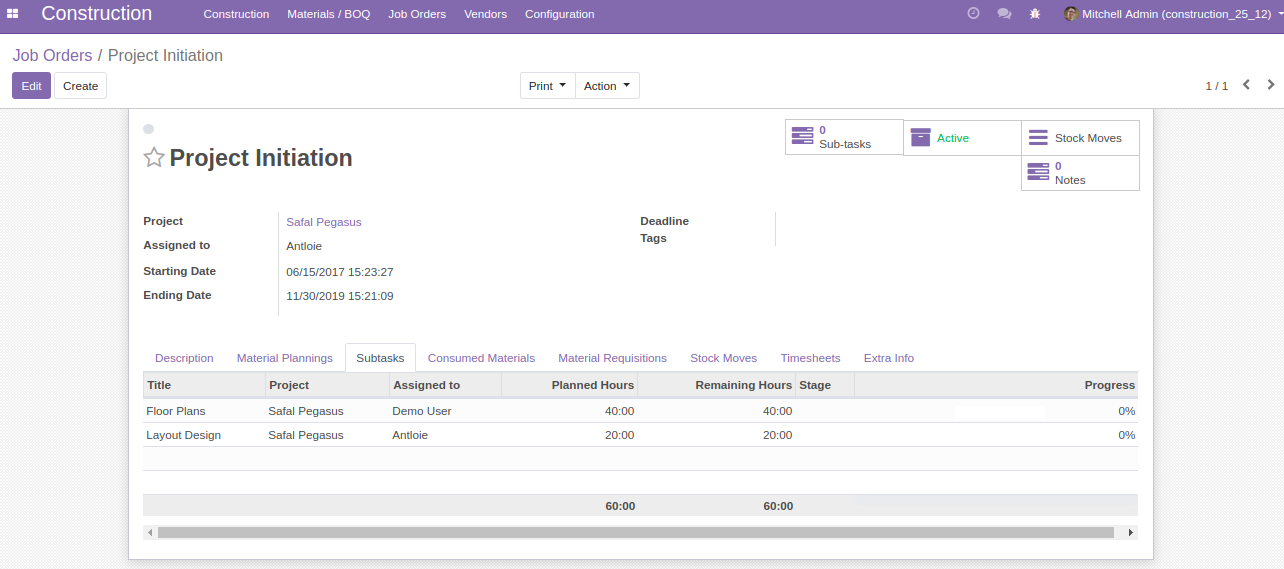 Construction Construction Materials / BOQ Job Orders Vendors Configuration Mitchell Admin (construction_25_12)
Job Orders / Project Initiation
Edit Create Print Action 1 / 1
0
Sub-tasks
Active
Stock Moves
0
Notes
Project Initiation
Project Safal Pegasus
Assigned to Antloie
Starting Date 06/15/2017 15:23:27
Ending Date 11/30/2019 15:21:09
Deadline
Tags
Description Material Plannings Subtasks Consumed Materials Material Requisitions Stock Moves Timesheets Extra Info
Title Project Assigned to Planned Hours Remaining Hours Stage Progress
Floor Plans Safal Pegasus Demo User 40:00 40:00 0%
Layout Design Safal Pegasus Antloie 20:00 20:00 0%
60:00 60:00